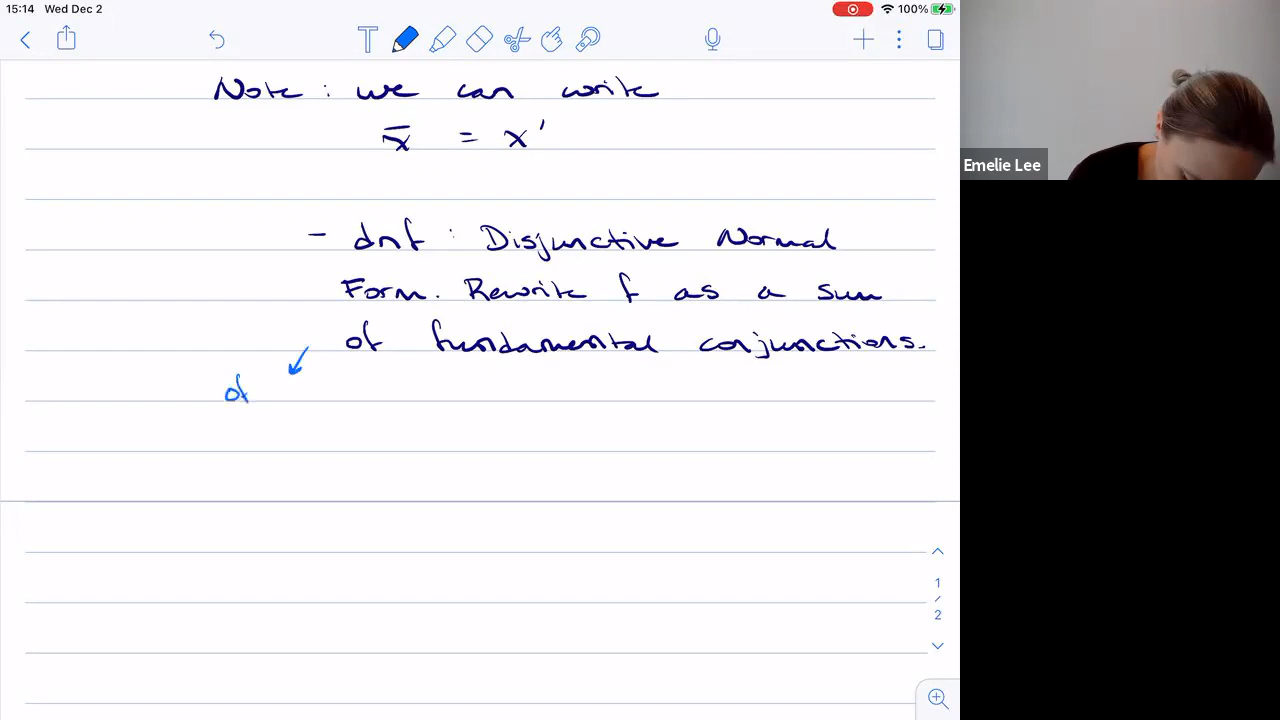 15:14 Wed Dec 2
100%
Note : we can write
x̄ = x'
Emelie Lee
- dnf : Disjunctive Normal
Form. Rewrite f as a sum
of fundamental conjunctions.
of
1
/
2